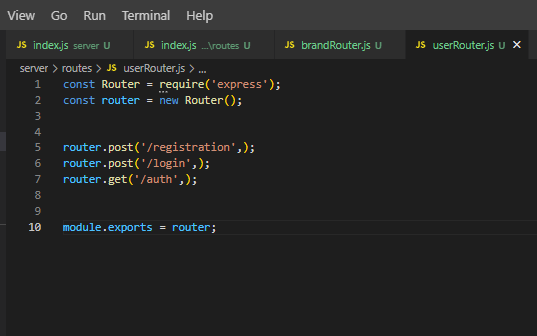 View Go Run Terminal Help
JS index.js server U JS index.js ...\routes U JS brandRouter.js U JS userRouter.js U ✕
server > routes > JS userRouter.js > ...
1 const Router = require('express');
2 const router = new Router();
3
4
5 router.post('/registration',);
6 router.post('/login',);
7 router.get('/auth',);
8
9
10 module.exports = router;